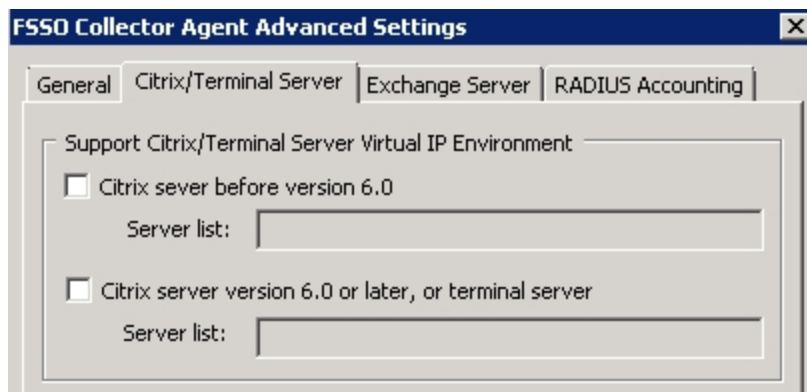 FSSO Collector Agent Advanced Settings
General Citrix/Terminal Server Exchange Server RADIUS Accounting
Support Citrix/Terminal Server Virtual IP Environment
Citrix sever before version 6.0
Server list:
Citrix server version 6.0 or later, or terminal server
Server list: